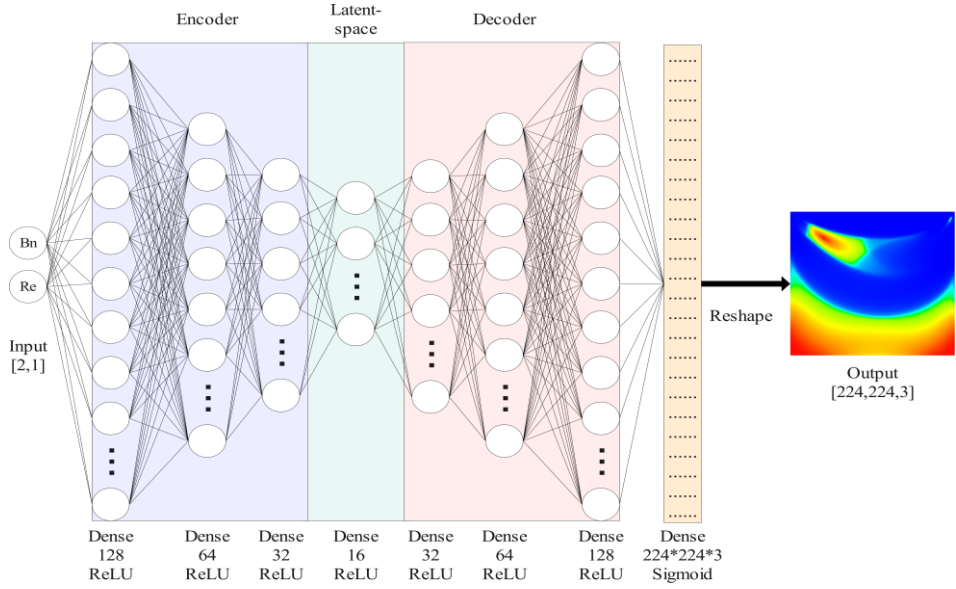 Encoder
Latent-
space
Decoder
Bn
Re
Input
[2,1]
Reshape
Output
[224,224,3]
Dense
128
ReLU
Dense
64
ReLU
Dense
32
ReLU
Dense
16
ReLU
Dense
32
ReLU
Dense
64
ReLU
Dense
128
ReLU
Dense
224*224*3
Sigmoid